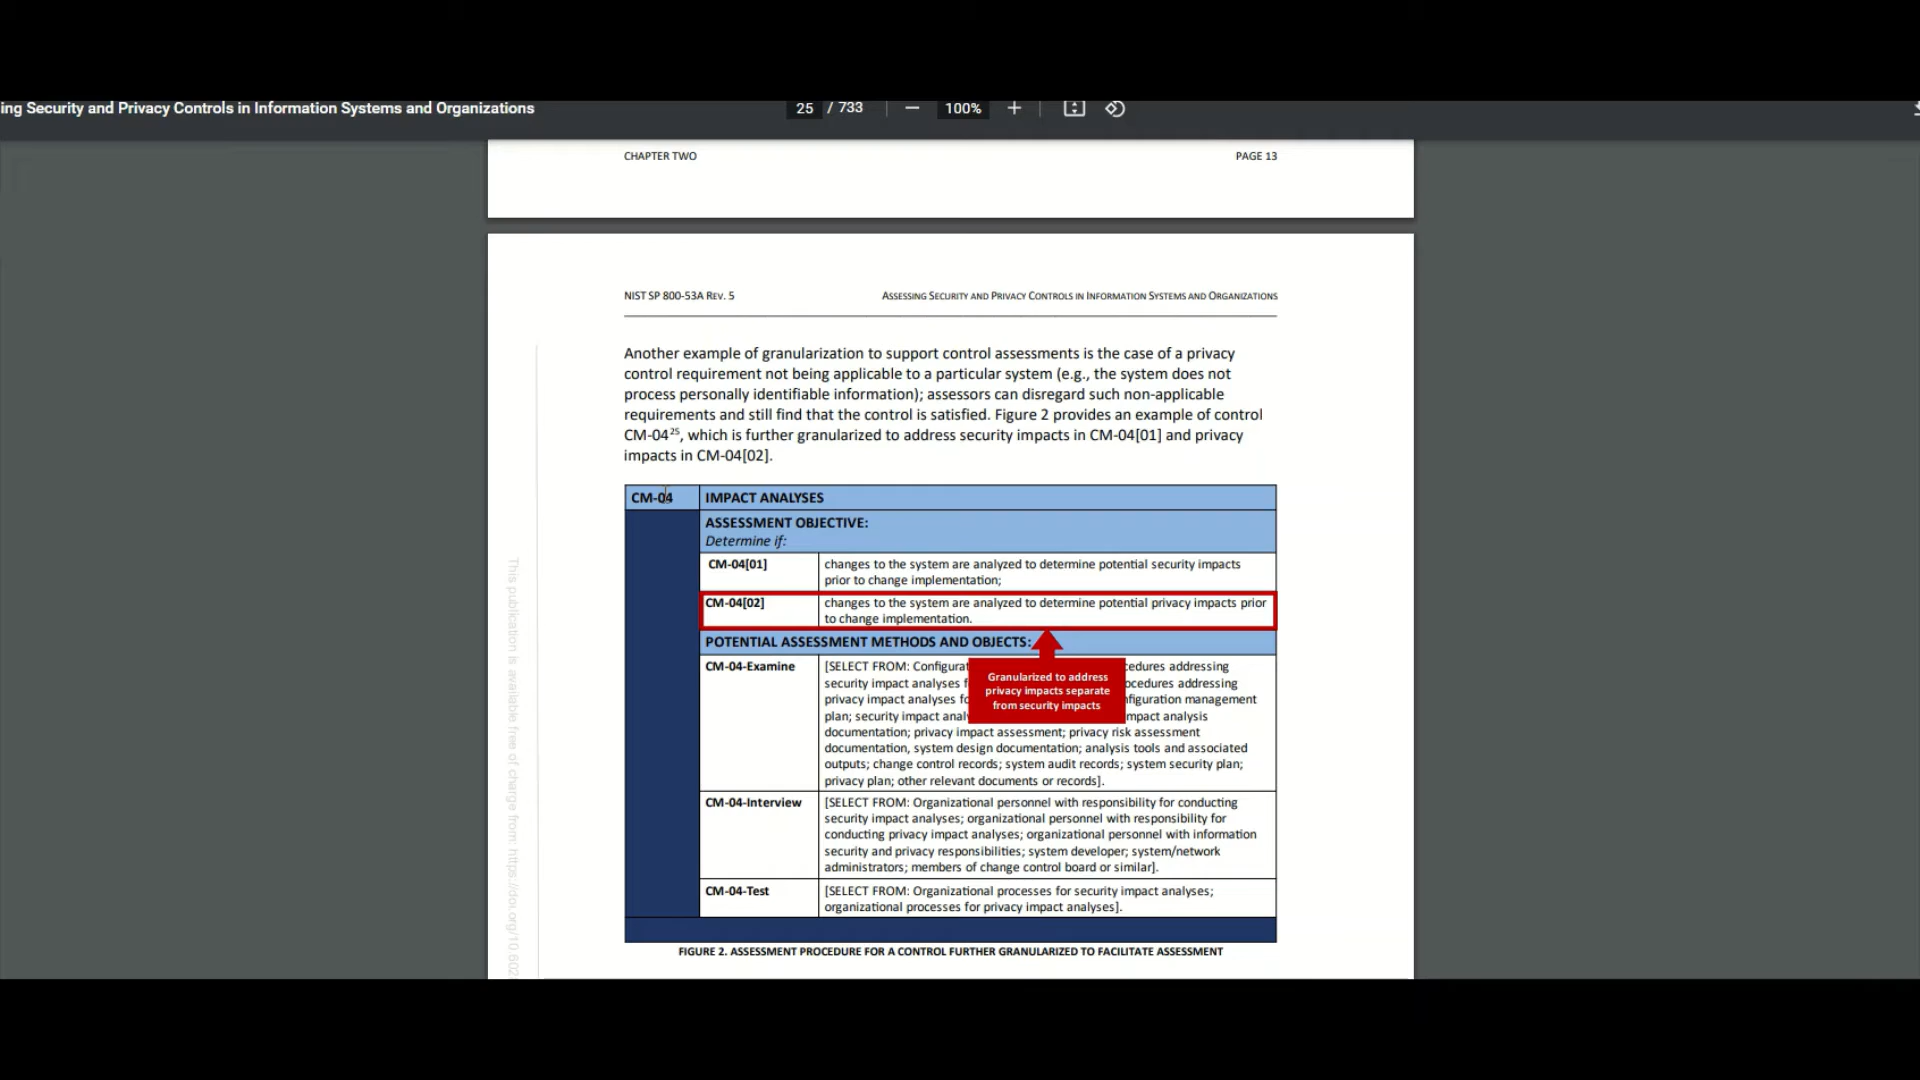 ing Security and Privacy Controls in Information Systems and Organizations
25 / 733
100%
CHAPTER TWO
PAGE 13
NIST SP 800-53A REV. 5
ASSESSING SECURITY AND PRIVACY CONTROLS IN INFORMATION SYSTEMS AND ORGANIZATIONS
Another example of granularization to support control assessments is the case of a privacy
control requirement not being applicable to a particular system (e.g., the system does not
process personally identifiable information); assessors can disregard such non-applicable
requirements and still find that the control is satisfied. Figure 2 provides an example of control
CM-04²⁵, which is further granularized to address security impacts in CM-04[01] and privacy
impacts in CM-04[02].
CM-04
IMPACT ANALYSES
ASSESSMENT OBJECTIVE:
Determine if:
CM-04[01]
changes to the system are analyzed to determine potential security impacts
prior to change implementation;
CM-04[02]
changes to the system are analyzed to determine potential privacy impacts prior
to change implementation.
POTENTIAL ASSESSMENT METHODS AND OBJECTS:
Granularized to address
privacy impacts separate
from security impacts
CM-04-Examine
[SELECT FROM: Configurat cedures addressing
security impact analyses f ocedures addressing
privacy impact analyses fo nfiguration management
plan; security impact analy mpact analysis
documentation; privacy impact assessment; privacy risk assessment
documentation, system design documentation; analysis tools and associated
outputs; change control records; system audit records; system security plan;
privacy plan; other relevant documents or records].
CM-04-Interview
[SELECT FROM: Organizational personnel with responsibility for conducting
security impact analyses; organizational personnel with responsibility for
conducting privacy impact analyses; organizational personnel with information
security and privacy responsibilities; system developer; system/network
administrators; members of change control board or similar].
CM-04-Test
[SELECT FROM: Organizational processes for security impact analyses;
organizational processes for privacy impact analyses].
FIGURE 2. ASSESSMENT PROCEDURE FOR A CONTROL FURTHER GRANULARIZED TO FACILITATE ASSESSMENT
This publication is available free of charge from: https://doi.org/10.602